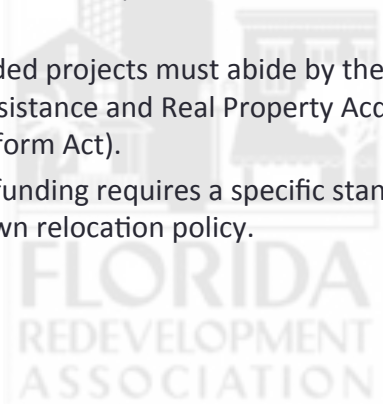 ded projects must abide by the
sistance and Real Property Acc
form Act).
funding requires a specific stan
wn relocation policy.
FLORIDA
REDEVELOPMENT
ASSOCIATION